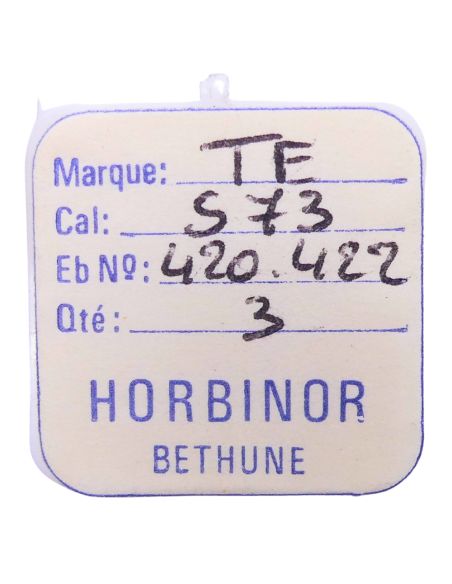 Marque: TE
Cal: S73
Eb Nº: 420.422
Qté: 3
HORBINOR
BETHUNE